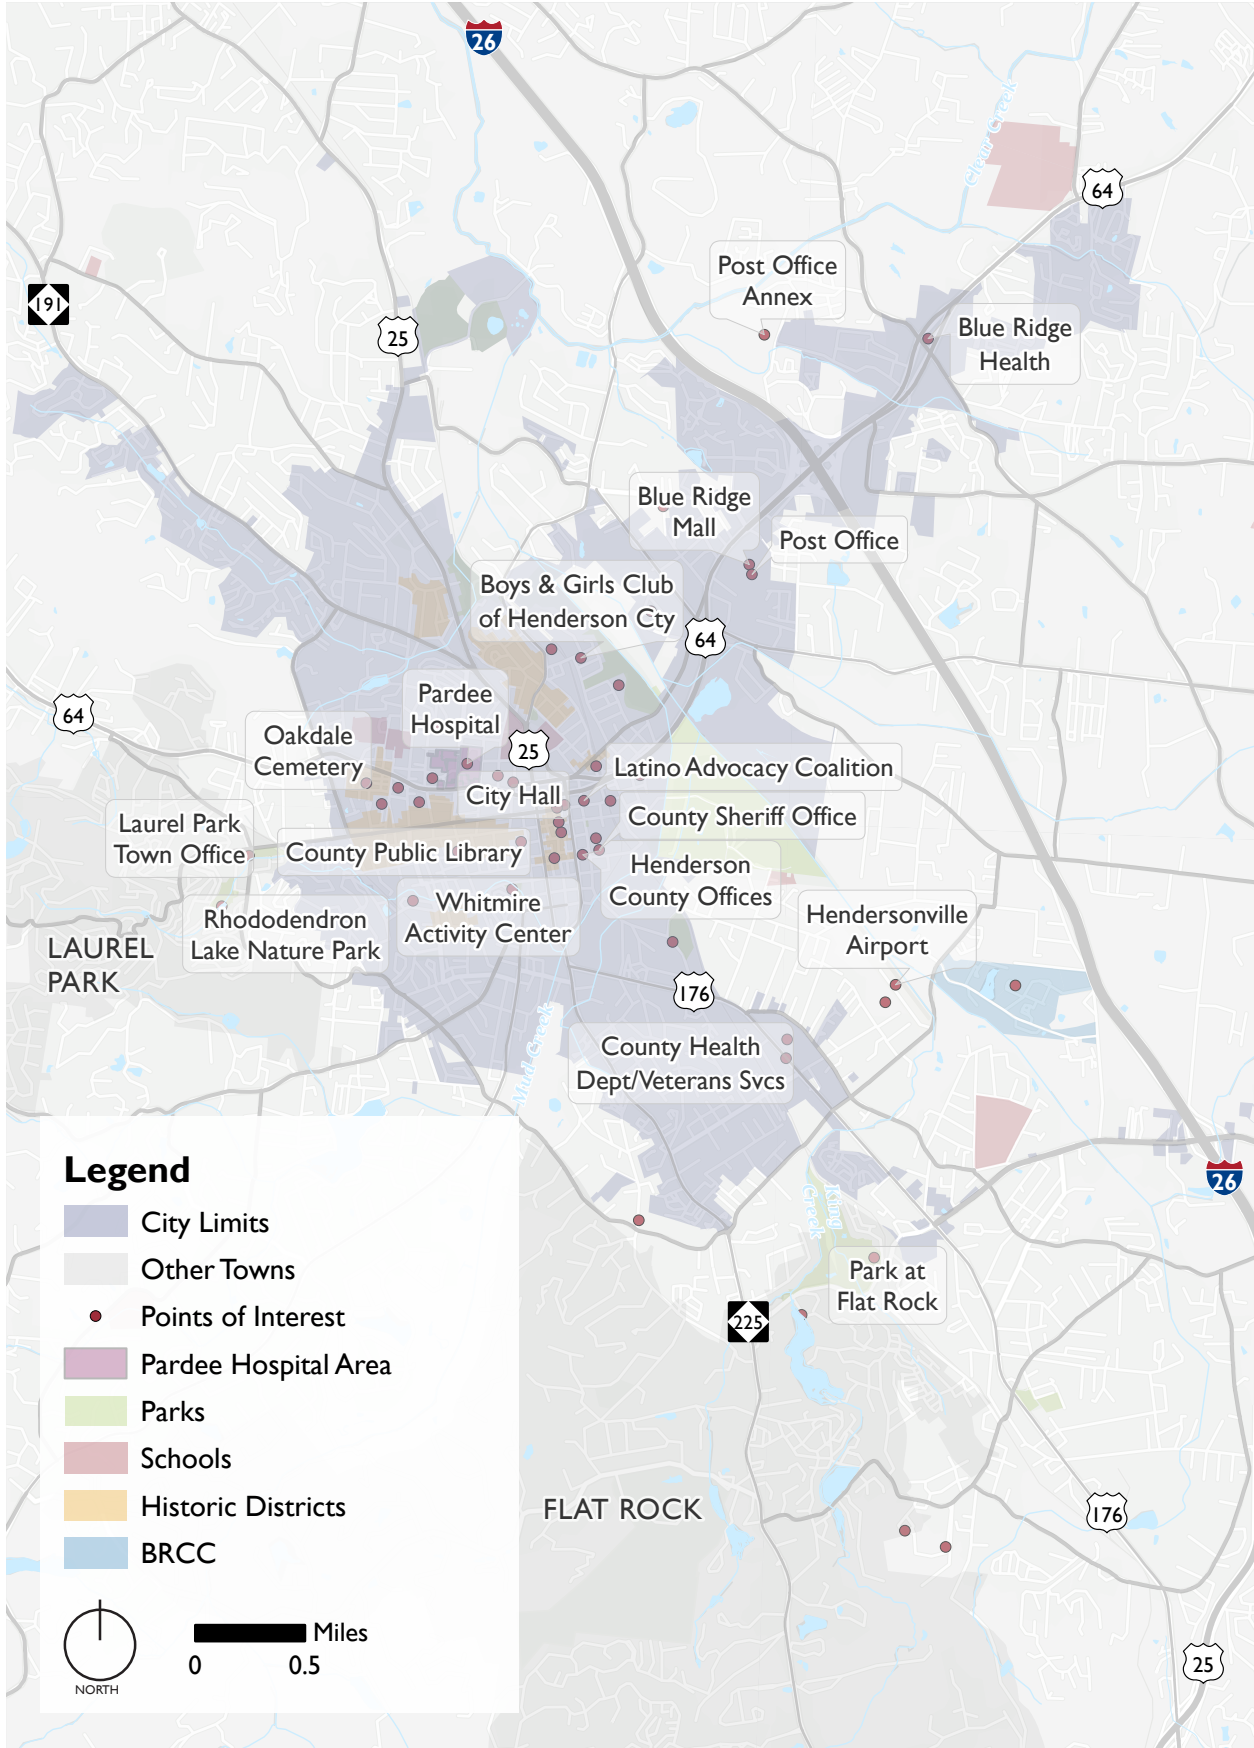 26
Clear Creek
64
Post Office
Annex
191
25
Blue Ridge
Health
Blue Ridge
Mall
Post Office
Boys & Girls Club
of Henderson Cty
64
Pardee
Hospital
64
Oakdale
Cemetery
25
Latino Advocacy Coalition
City Hall
County Sheriff Office
Laurel Park
Town Office
County Public Library
Henderson
County Offices
Whitmire
Activity Center
Rhododendron
Lake Nature Park
Hendersonville
Airport
LAUREL
PARK
176
County Health
Dept/Veterans Svcs
Mud Creek
Legend
City Limits
Other Towns
Points of Interest
Pardee Hospital Area
Parks
Schools
Historic Districts
BRCC
Miles
0 0.5
NORTH
26
King
Creek
Park at
Flat Rock
225
FLAT ROCK
176
25